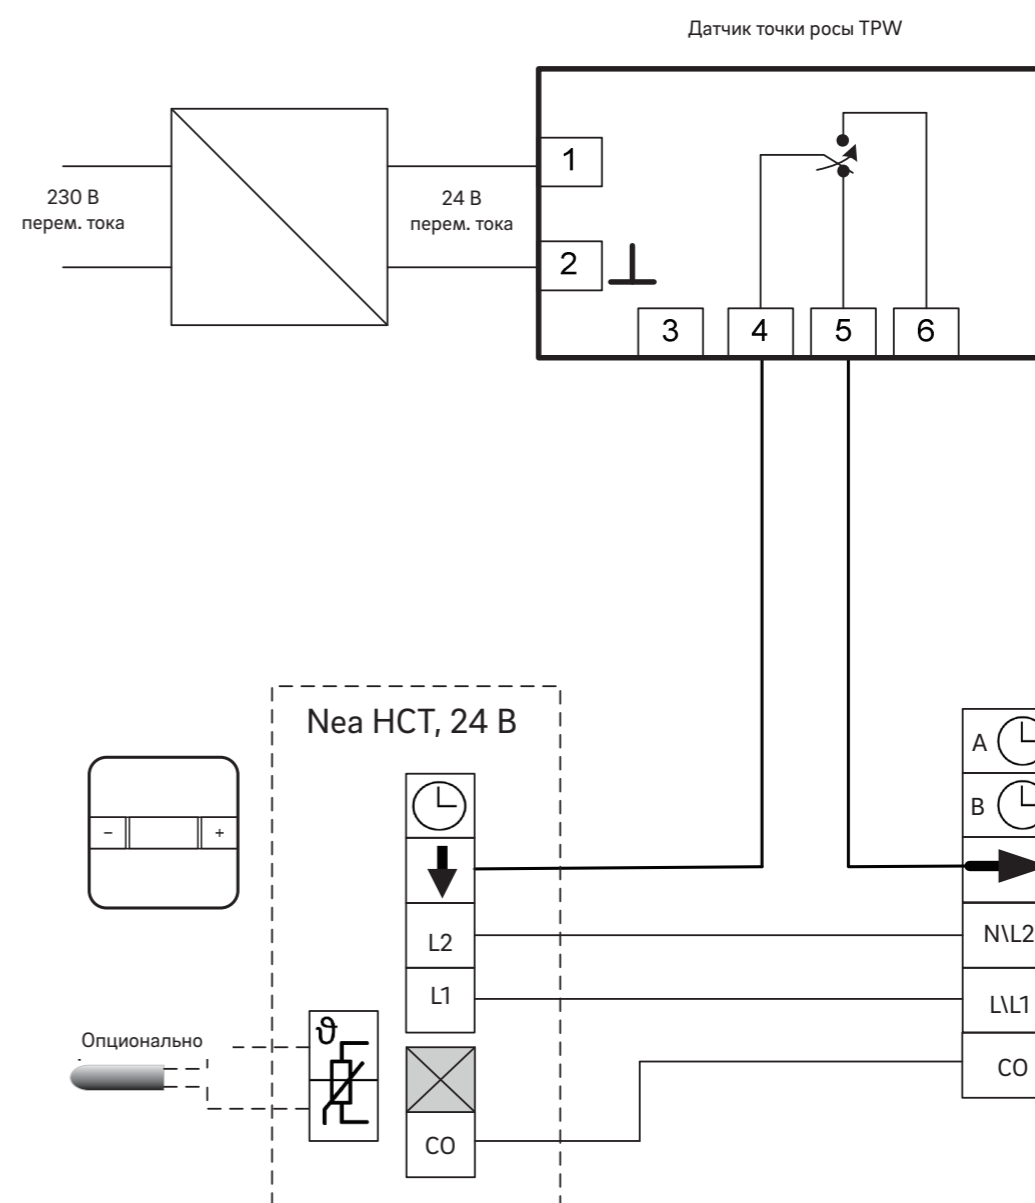 Датчик точки росы TPW
1
230 В
перем. тока
24 В
перем. тока
2
3
4
5
6
Nea HCT, 24 В
A
B
− +
L2
N\L2
L1
L\L1
ϑ
Опционально
CO
CO